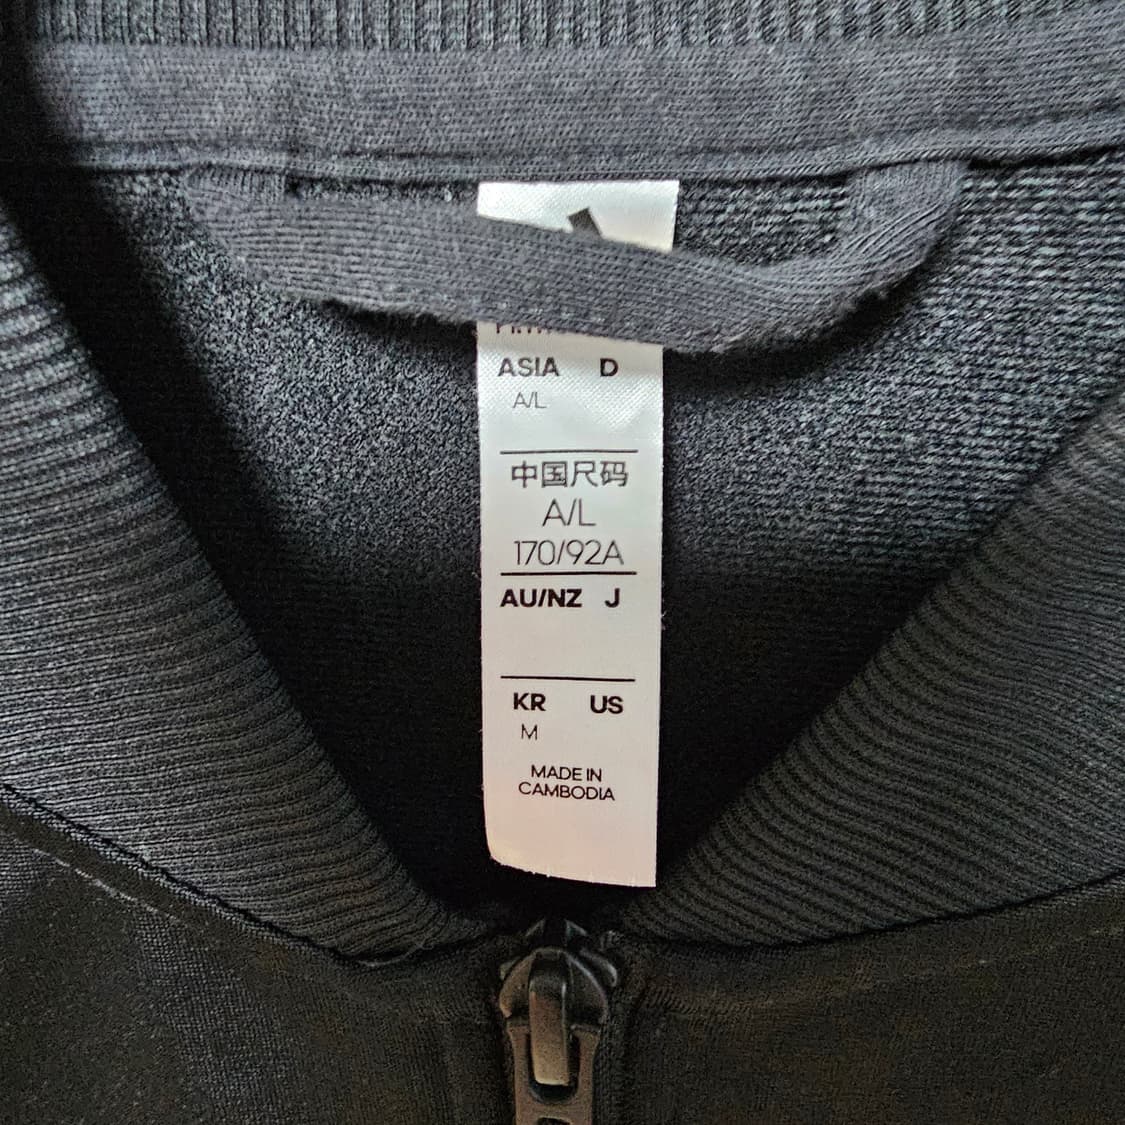 ASIA D
A/L
中国尺码
A/L
170/92A
AU/NZ J
KR US
M
MADE IN
CAMBODIA